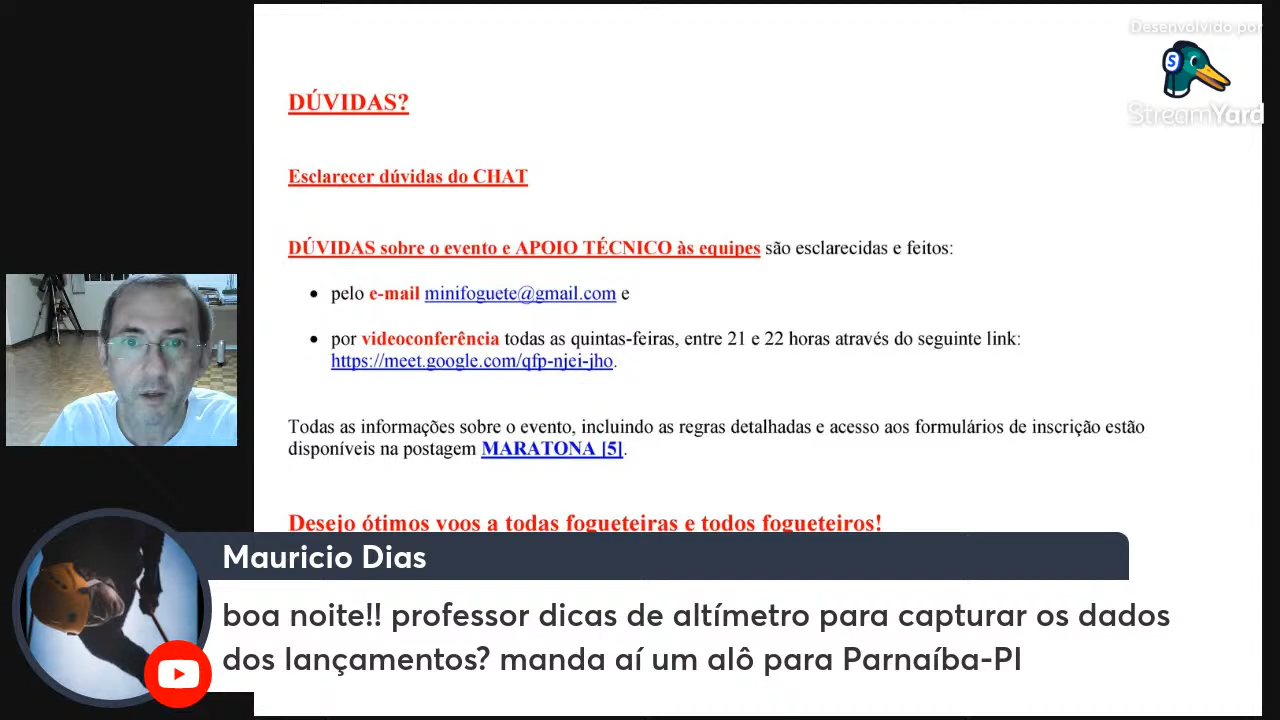 Desenvolvido por
S
StreamYard
DÚVIDAS?
Esclarecer dúvidas do CHAT
DÚVIDAS sobre o evento e APOIO TÉCNICO às equipes são esclarecidas e feitos:
• pelo e-mail minifoguete@gmail.com e
• por videoconferência todas as quintas-feiras, entre 21 e 22 horas através do seguinte link:
https://meet.google.com/qfp-njei-jho.
Todas as informações sobre o evento, incluindo as regras detalhadas e acesso aos formulários de inscrição estão
disponíveis na postagem MARATONA [5].
Desejo ótimos voos a todas fogueteiras e todos fogueteiros!
Mauricio Dias
boa noite!! professor dicas de altímetro para capturar os dados
dos lançamentos? manda aí um alô para Parnaíba-PI